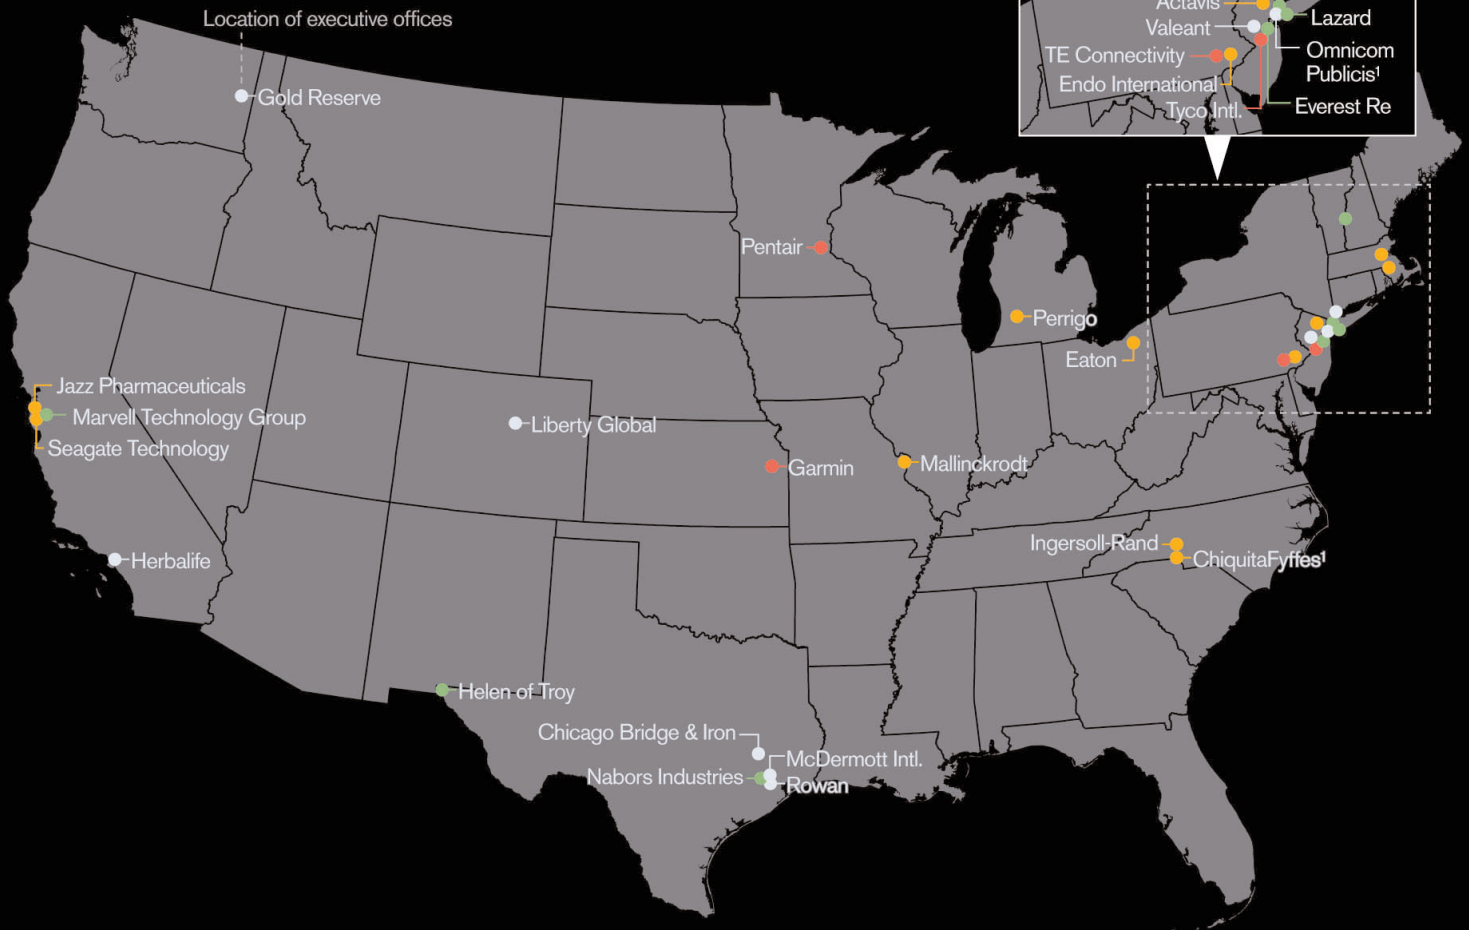 Location of executive offices
Actavis
Lazard
Valeant
Omnicom
Publicis¹
TE Connectivity
Endo International
Everest Re
Tyco Intl.
Gold Reserve
Pentair
Perrigo
Eaton
Jazz Pharmaceuticals
Marvell Technology Group
Seagate Technology
Liberty Global
Garmin
Mallinckrodt
Herbalife
Ingersoll-Rand
ChiquitaFyffes¹
Helen of Troy
Chicago Bridge & Iron
McDermott Intl.
Nabors Industries
Rowan